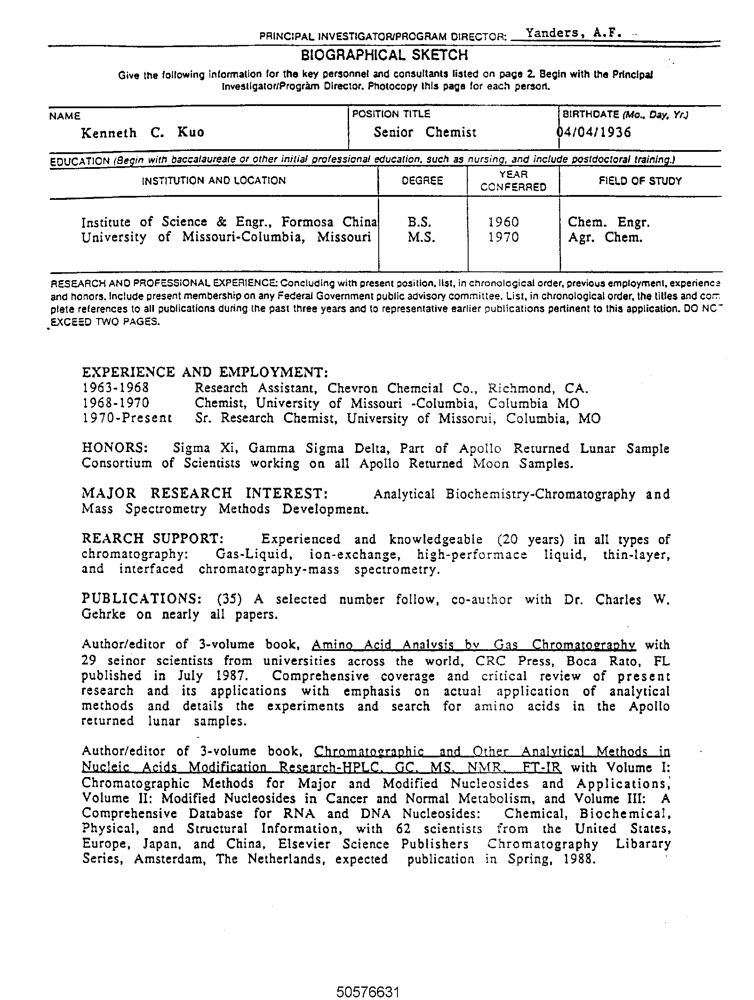 PRINCIPAL INVESTIGATOR/PROGRAM DIRECTOR: Yanders, A.F.
BIOGRAPHICAL SKETCH
Give the following information for the key personnel and consultants listed on page 2. Begin with the Principal
Investigator/Program Director. Photocopy this page for each person.
NAME POSITION TITLE BIRTHDATE (Mo., Day, Yr.)
Kenneth C. Kuo Senior Chemist 04/04/1936
EDUCATION (Begin with baccalaureate or other initial professional education, such as nursing, and include postdoctoral training.)
INSTITUTION AND LOCATION DEGREE YEAR CONFERRED FIELD OF STUDY
Institute of Science & Engr., Formosa China B.S. 1960 Chem. Engr.
University of Missouri-Columbia, Missouri M.S. 1970 Agr. Chem.
RESEARCH AND PROFESSIONAL EXPERIENCE: Concluding with present position, list, in chronological order, previous employment, experience
and honors. Include present membership on any Federal Government public advisory committee. List, in chronological order, the titles and com
plete references to all publications during the past three years and to representative earlier publications pertinent to this application. DO NO
EXCEED TWO PAGES.
EXPERIENCE AND EMPLOYMENT:
1963-1968 Research Assistant, Chevron Chemcial Co., Richmond, CA.
1968-1970 Chemist, University of Missouri -Columbia, Columbia MO
1970-Present Sr. Research Chemist, University of Missorui, Columbia, MO
HONORS: Sigma Xi, Gamma Sigma Delta, Part of Apollo Returned Lunar Sample
Consortium of Scientists working on all Apollo Returned Moon Samples.
MAJOR RESEARCH INTEREST: Analytical Biochemistry-Chromatography and
Mass Spectrometry Methods Development.
REARCH SUPPORT: Experienced and knowledgeable (20 years) in all types of
chromatography: Gas-Liquid, ion-exchange, high-performace liquid, thin-layer,
and interfaced chromatography-mass spectrometry.
PUBLICATIONS: (35) A selected number follow, co-author with Dr. Charles W.
Gehrke on nearly all papers.
Author/editor of 3-volume book, Amino Acid Analysis by Gas Chromatography with
29 seinor scientists from universities across the world, CRC Press, Boca Rato, FL
published in July 1987. Comprehensive coverage and critical review of present
research and its applications with emphasis on actual application of analytical
methods and details the experiments and search for amino acids in the Apollo
returned lunar samples.
Author/editor of 3-volume book, Chromatographic and Other Analytical Methods in
Nucleic Acids Modification Research-HPLC, GC, MS, NMR, FT-IR with Volume I:
Chromatographic Methods for Major and Modified Nucleosides and Applications,
Volume II: Modified Nucleosides in Cancer and Normal Metabolism, and Volume III: A
Comprehensive Database for RNA and DNA Nucleosides: Chemical, Biochemical,
Physical, and Structural Information, with 62 scientists from the United States,
Europe, Japan, and China, Elsevier Science Publishers Chromatography Libarary
Series, Amsterdam, The Netherlands, expected publication in Spring, 1988.
50576631